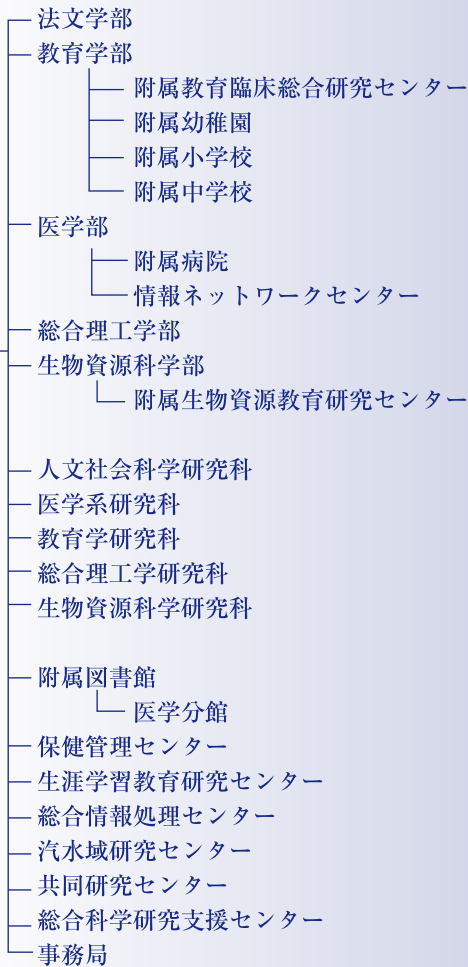 法文学部
教育学部
附属教育臨床総合研究センター
附属幼稚園
附属小学校
附属中学校
医学部
附属病院
情報ネットワークセンター
総合理工学部
生物資源科学部
附属生物資源教育研究センター
人文社会科学研究科
医学系研究科
教育学研究科
総合理工学研究科
生物資源科学研究科
附属図書館
医学分館
保健管理センター
生涯学習教育研究センター
総合情報処理センター
汽水域研究センター
共同研究センター
総合科学研究支援センター
事務局